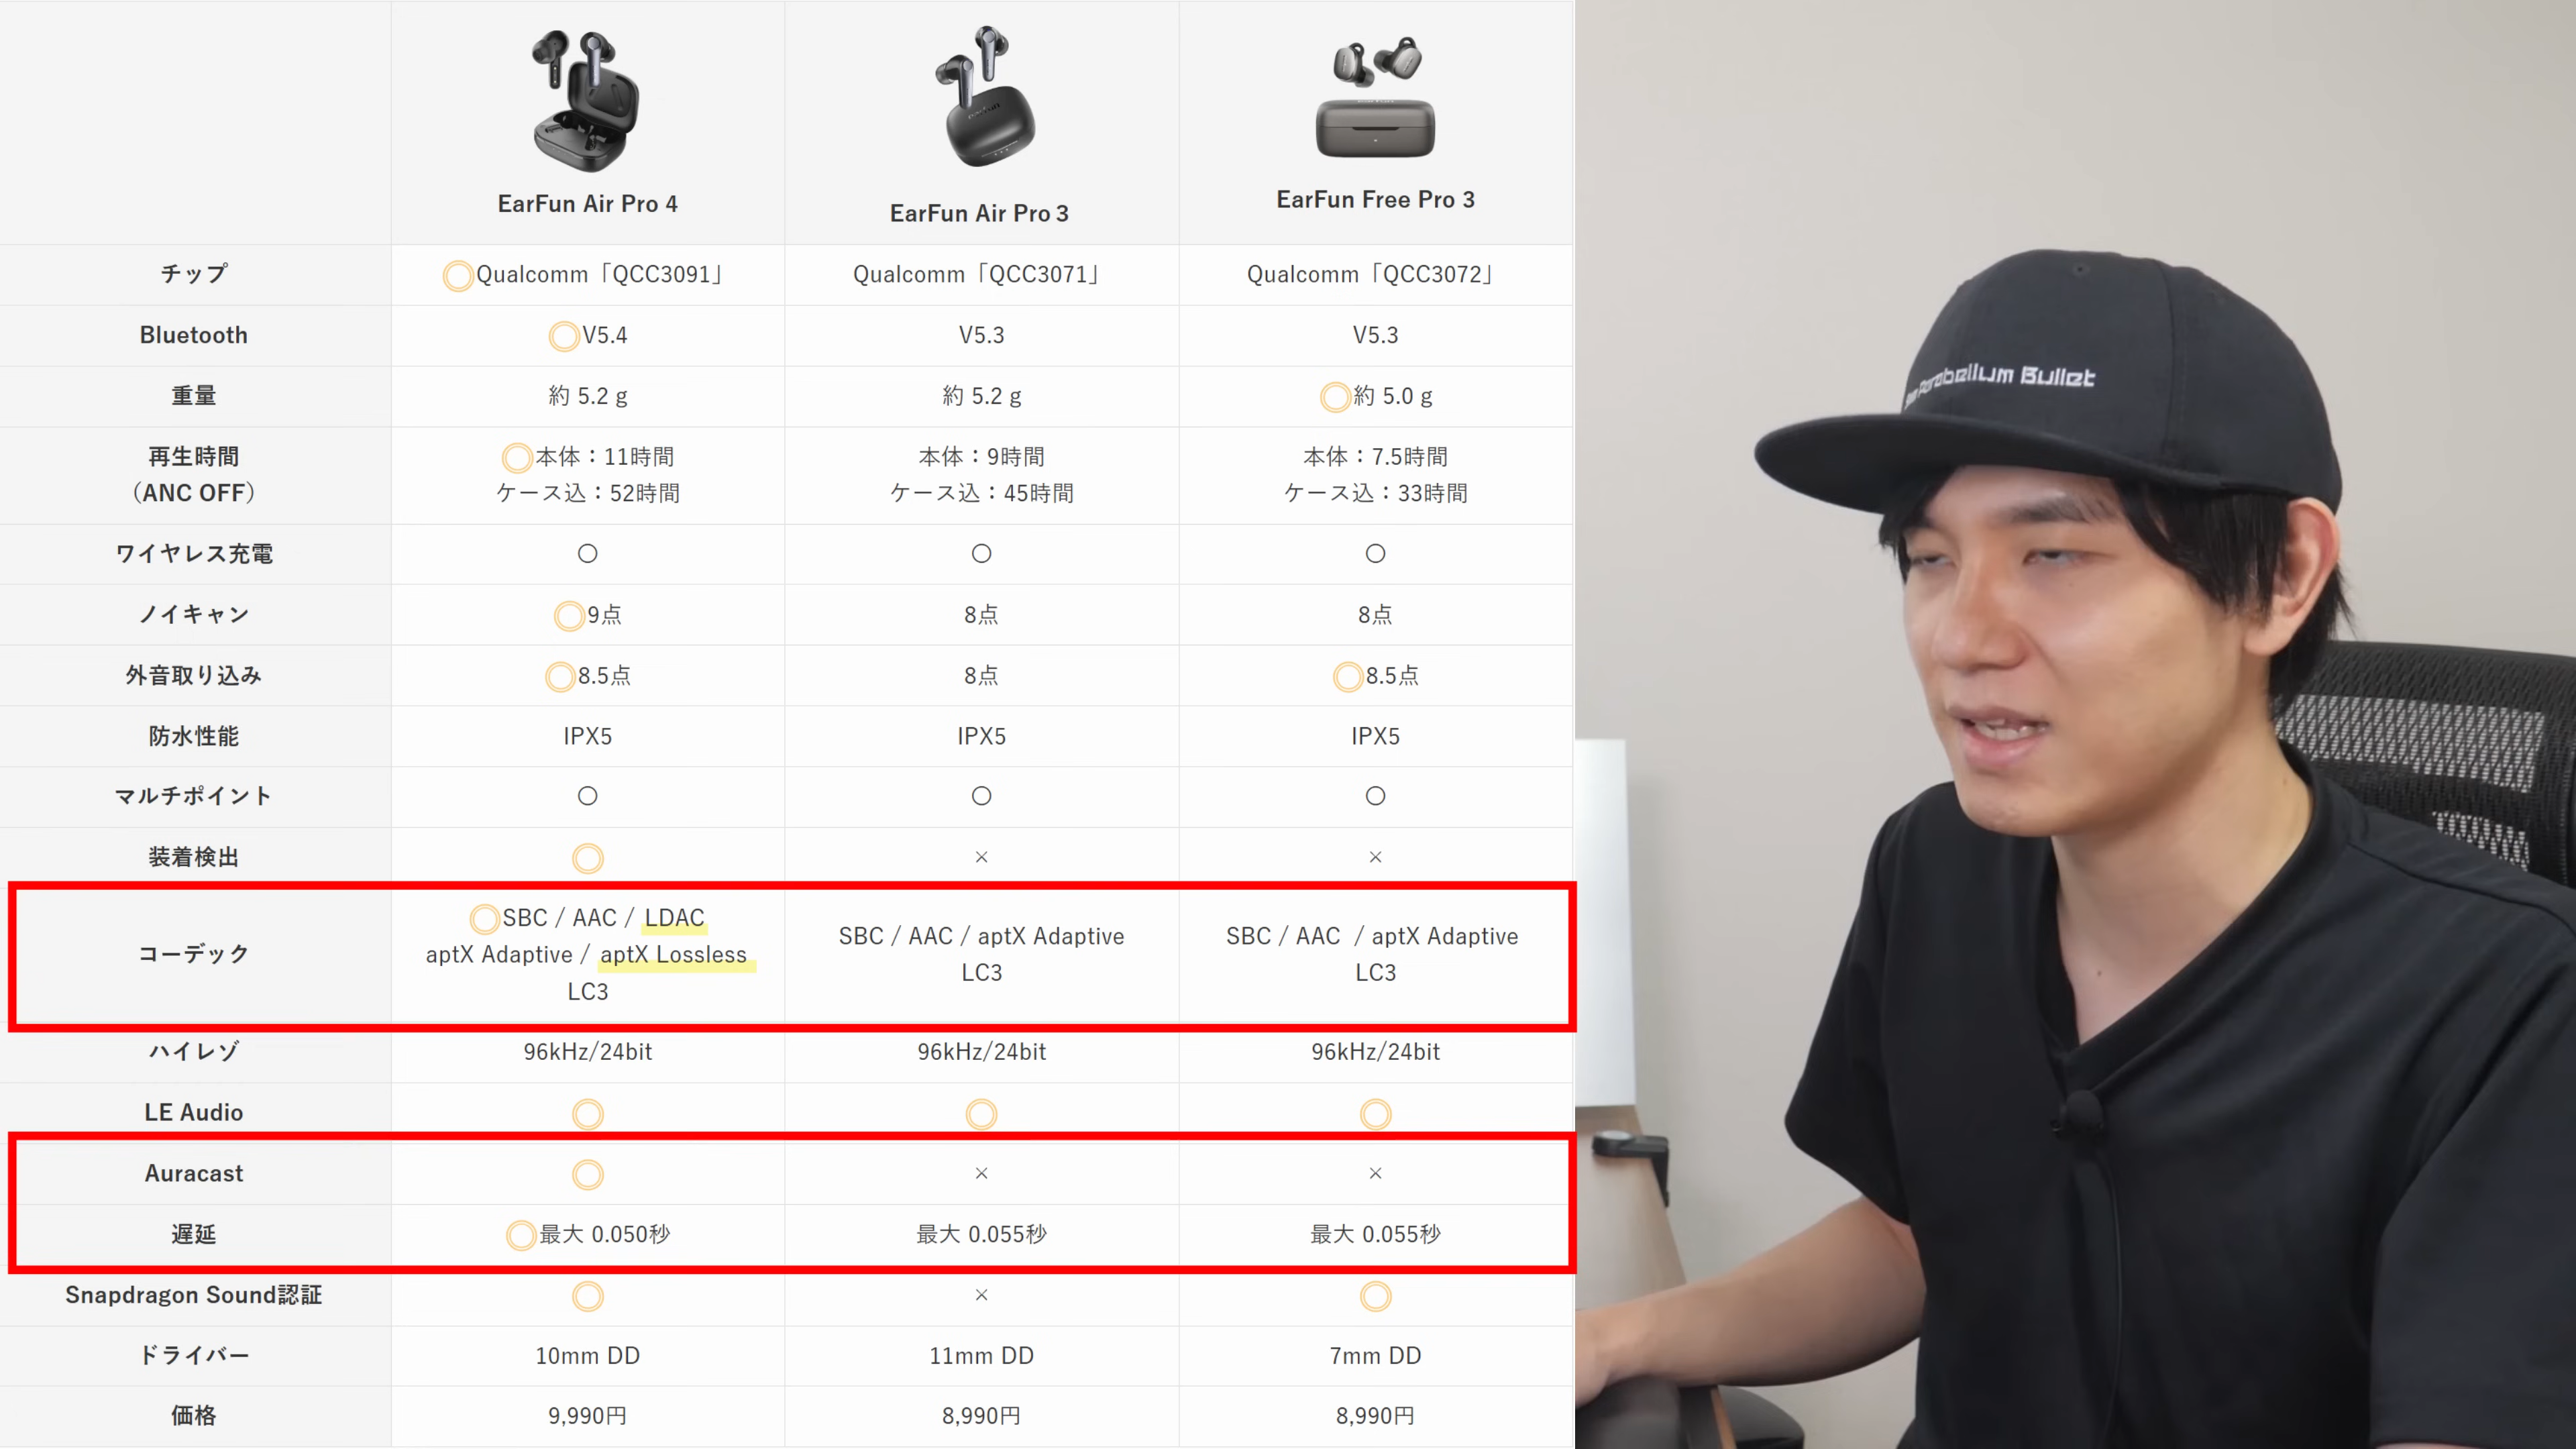 EarFun Air Pro 4
EarFun Air Pro 3
EarFun Free Pro 3
チップ
◎Qualcomm「QCC3091」
Qualcomm「QCC3071」
Qualcomm「QCC3072」
Bluetooth
◎V5.4
V5.3
V5.3
重量
約 5.2 g
約 5.2 g
◎約 5.0 g
再生時間
（ANC OFF）
◎本体：11時間
ケース込：52時間
本体：9時間
ケース込：45時間
本体：7.5時間
ケース込：33時間
ワイヤレス充電
○
○
○
ノイキャン
◎9点
8点
8点
外音取り込み
◎8.5点
8点
◎8.5点
防水性能
IPX5
IPX5
IPX5
マルチポイント
○
○
○
装着検出
◎
×
×
コーデック
◎SBC / AAC / LDAC
aptX Adaptive / aptX Lossless
LC3
SBC / AAC / aptX Adaptive
LC3
SBC / AAC / aptX Adaptive
LC3
ハイレゾ
96kHz/24bit
96kHz/24bit
96kHz/24bit
LE Audio
◎
◎
◎
Auracast
◎
×
×
遅延
◎最大 0.050秒
最大 0.055秒
最大 0.055秒
Snapdragon Sound認証
◎
×
◎
ドライバー
10mm DD
11mm DD
7mm DD
価格
9,990円
8,990円
8,990円
Parabellum Bullet